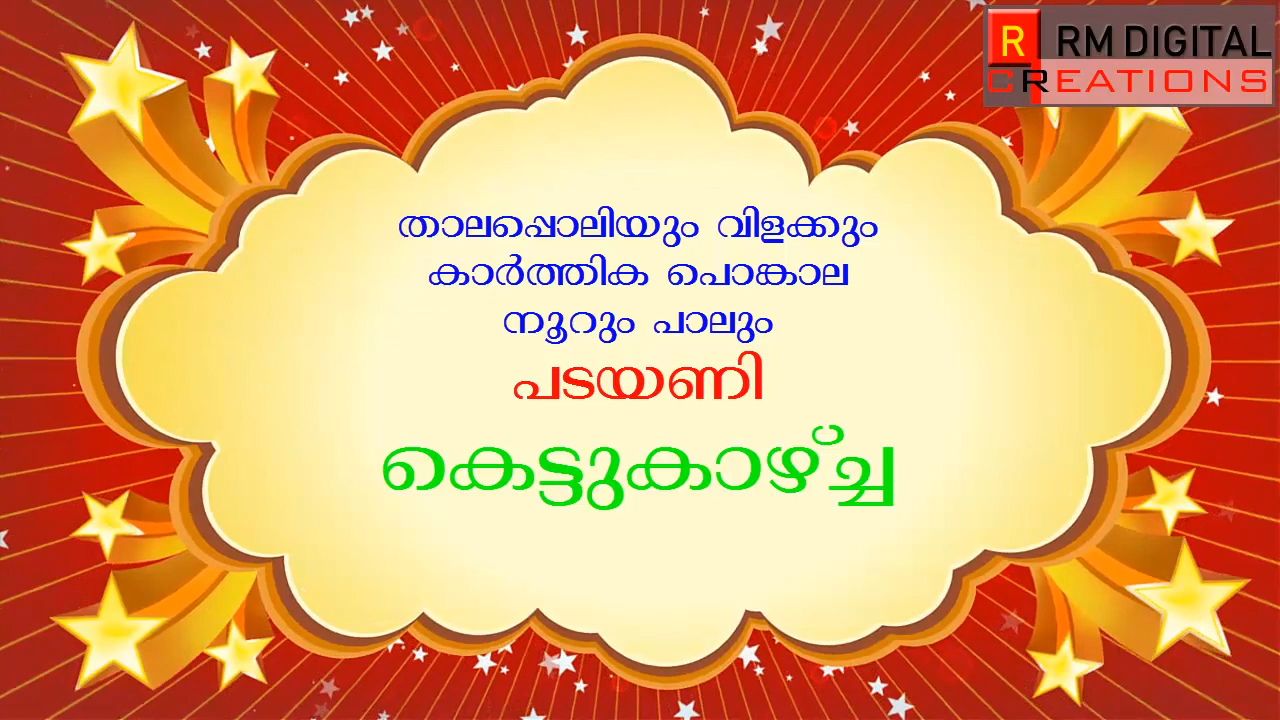 R RM DIGITAL
CREATIONS
താലപ്പൊലിയും വിളക്കും
കാർത്തിക പൊങ്കാല
നൂറും പാലും
പടയണി
കെട്ടുകാഴ്ച്ച